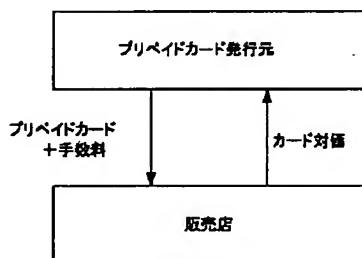 プリペイドカード発行元
プリペイドカード
+手数料
カード対価
販売店